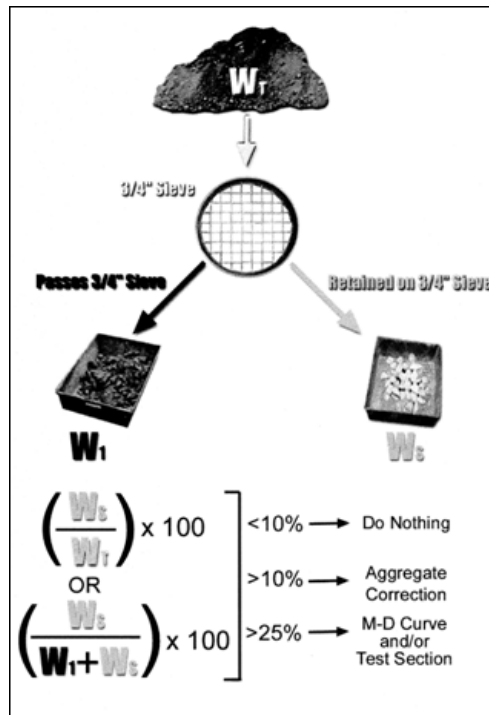 WT
3/4" Sieve
Passes 3/4" Sieve
Retained on 3/4" Sieve
W1
WS
(WS/WT) x 100
OR
(WS/W1+WS) x 100
<10%
Do Nothing
>10%
Aggregate
Correction
>25%
M-D Curve
and/or
Test Section